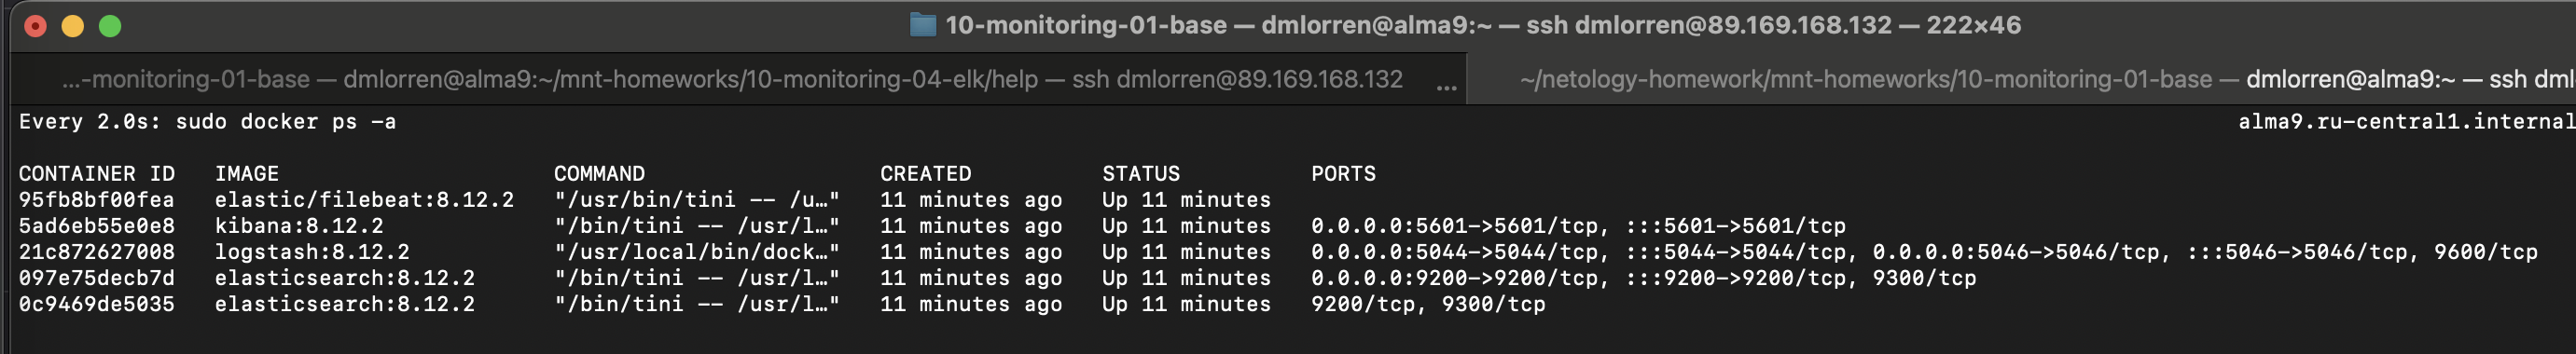 10-monitoring-01-base — dmlorren@alma9:~ — ssh dmlorren@89.169.168.132 — 222×46
...-monitoring-01-base — dmlorren@alma9:~/mnt-homeworks/10-monitoring-04-elk/help — ssh dmlorren@89.169.168.132 ... ~/netology-homework/mnt-homeworks/10-monitoring-01-base — dmlorren@alma9:~ — ssh dml
Every 2.0s: sudo docker ps -a alma9.ru-central1.internal
CONTAINER ID IMAGE COMMAND CREATED STATUS PORTS
95fb8bf00fea elastic/filebeat:8.12.2 "/usr/bin/tini -- /u…" 11 minutes ago Up 11 minutes
5ad6eb55e0e8 kibana:8.12.2 "/bin/tini -- /usr/l…" 11 minutes ago Up 11 minutes 0.0.0.0:5601->5601/tcp, :::5601->5601/tcp
21c872627008 logstash:8.12.2 "/usr/local/bin/dock…" 11 minutes ago Up 11 minutes 0.0.0.0:5044->5044/tcp, :::5044->5044/tcp, 0.0.0.0:5046->5046/tcp, :::5046->5046/tcp, 9600/tcp
097e75decb7d elasticsearch:8.12.2 "/bin/tini -- /usr/l…" 11 minutes ago Up 11 minutes 0.0.0.0:9200->9200/tcp, :::9200->9200/tcp, 9300/tcp
0c9469de5035 elasticsearch:8.12.2 "/bin/tini -- /usr/l…" 11 minutes ago Up 11 minutes 9200/tcp, 9300/tcp